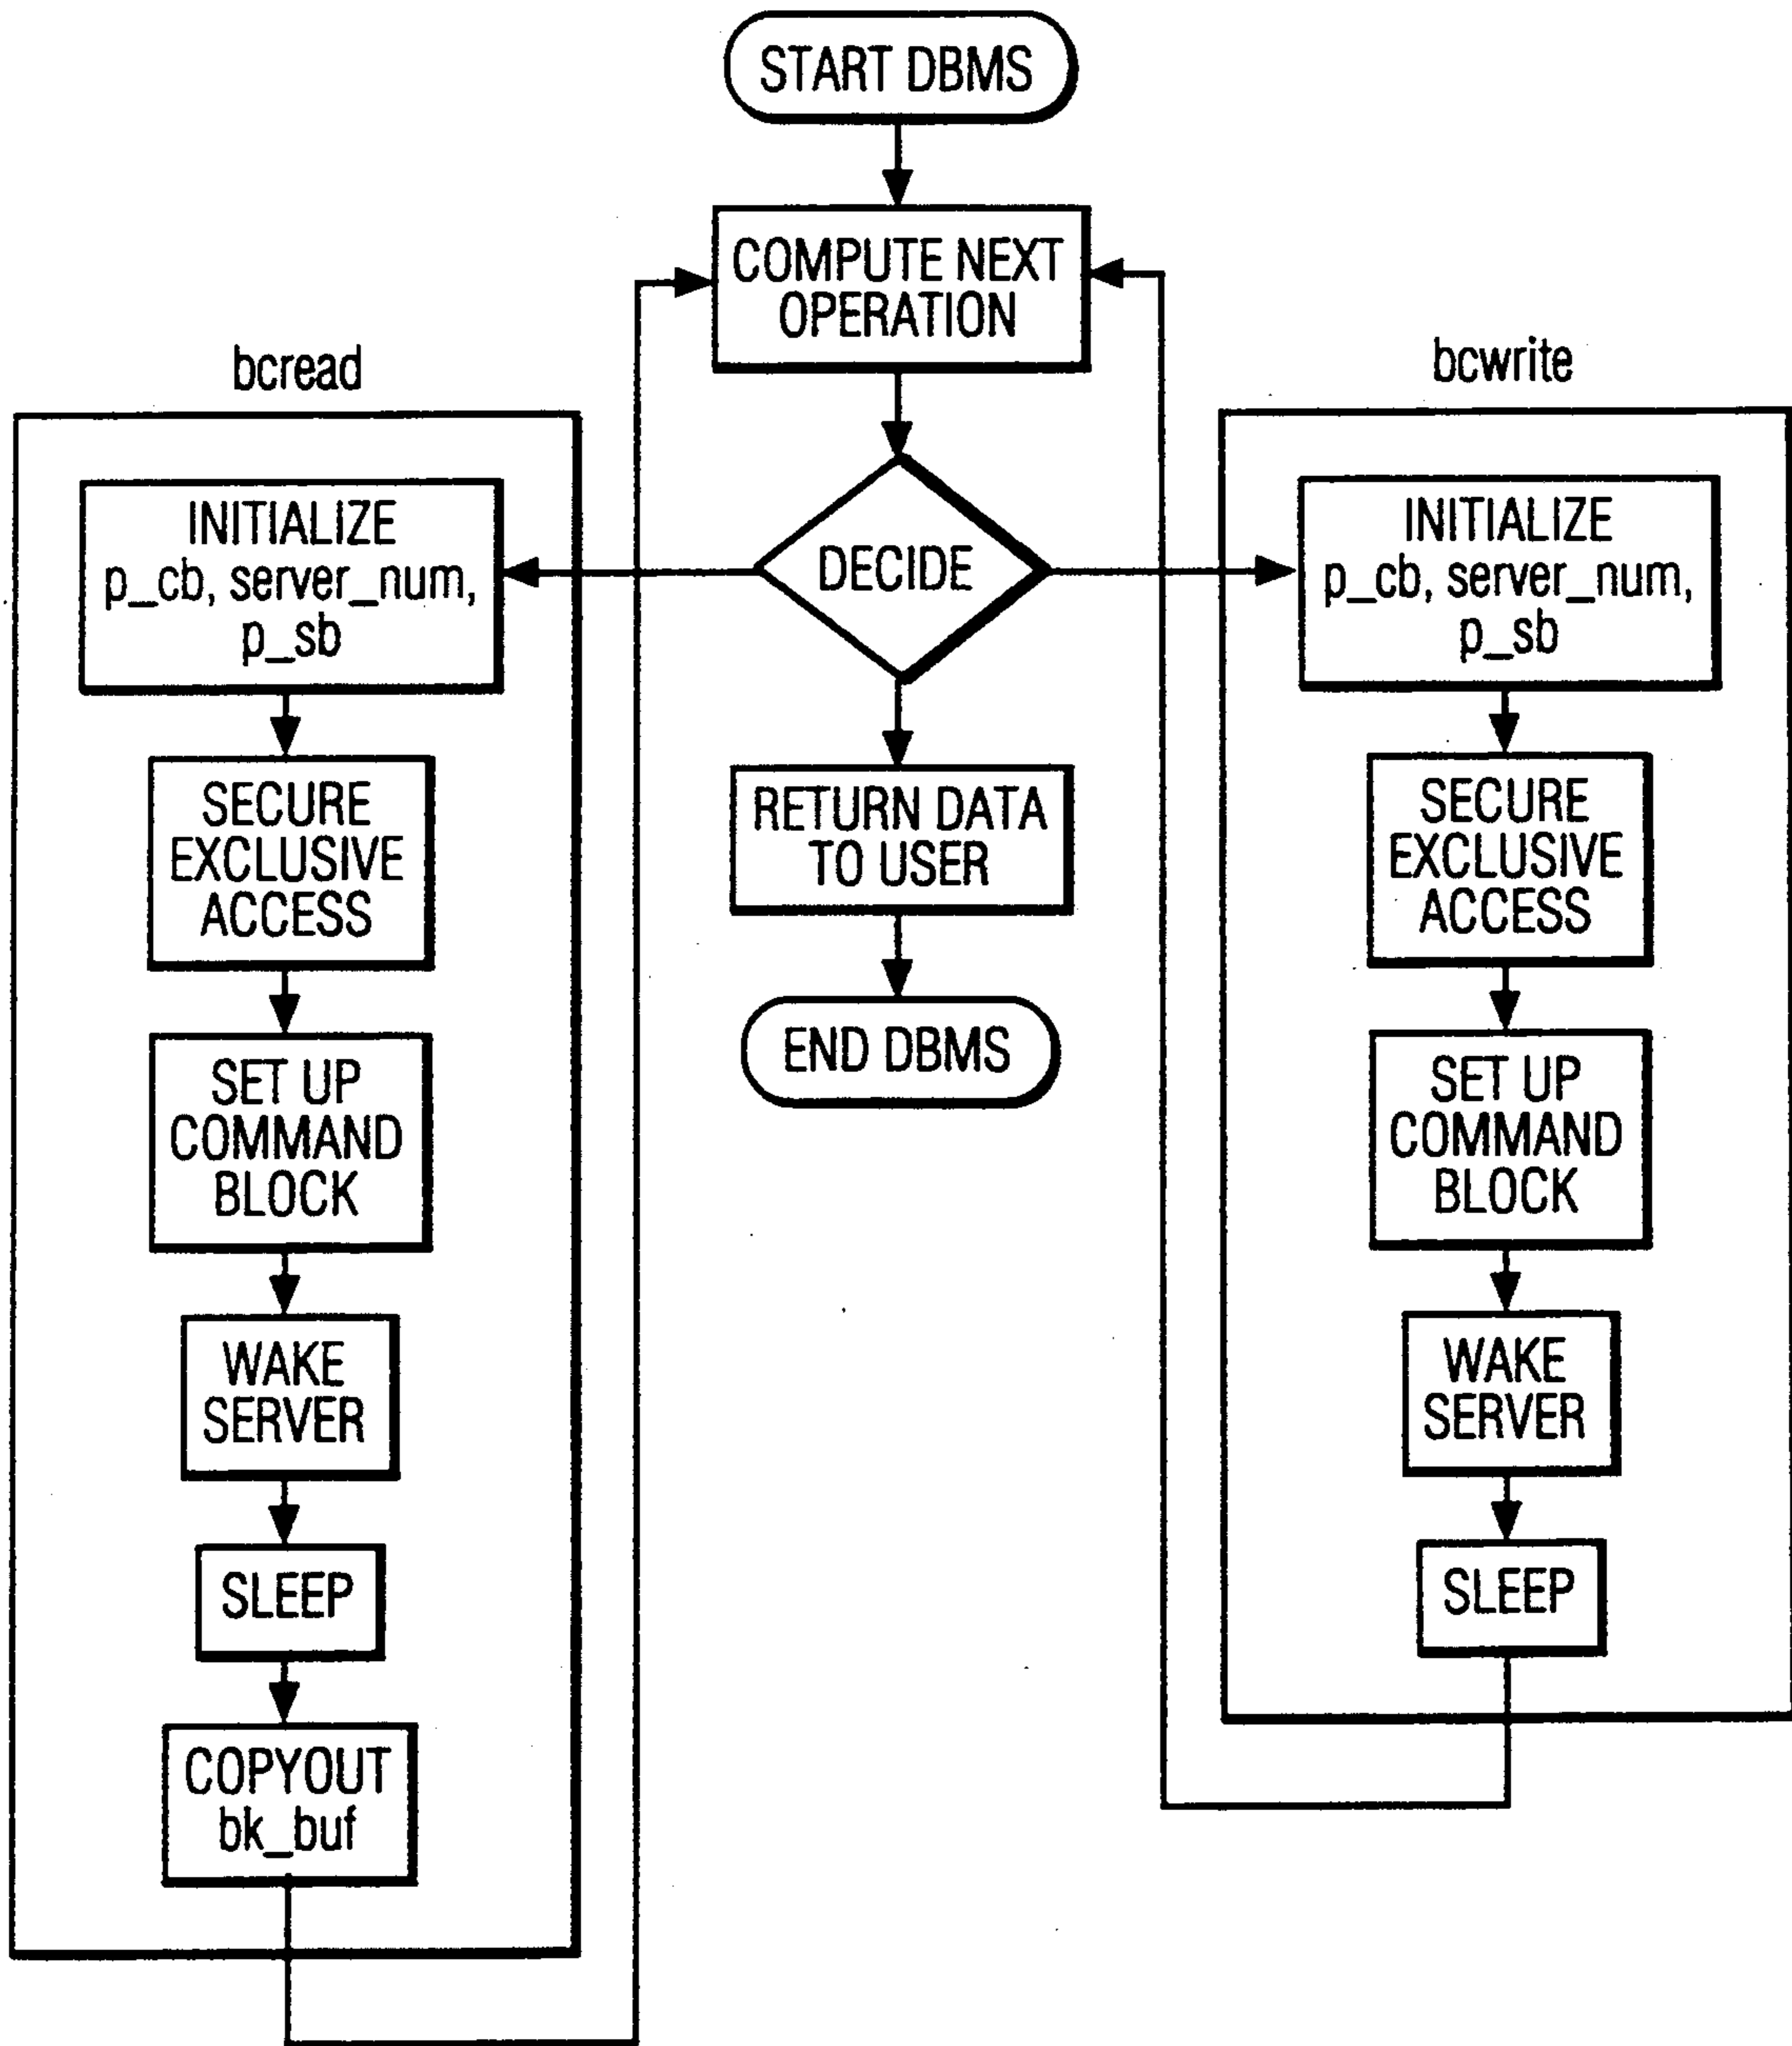 START DBMS
COMPUTE NEXT
OPERATION
DECIDE
RETURN DATA
TO USER
END DBMS
bcread
INITIALIZE
p_cb, server_num,
p_sb
SECURE
EXCLUSIVE
ACCESS
SET UP
COMMAND
BLOCK
WAKE
SERVER
SLEEP
COPYOUT
bk_buf
bcwrite
INITIALIZE
p_cb, server_num,
p_sb
SECURE
EXCLUSIVE
ACCESS
SET UP
COMMAND
BLOCK
WAKE
SERVER
SLEEP